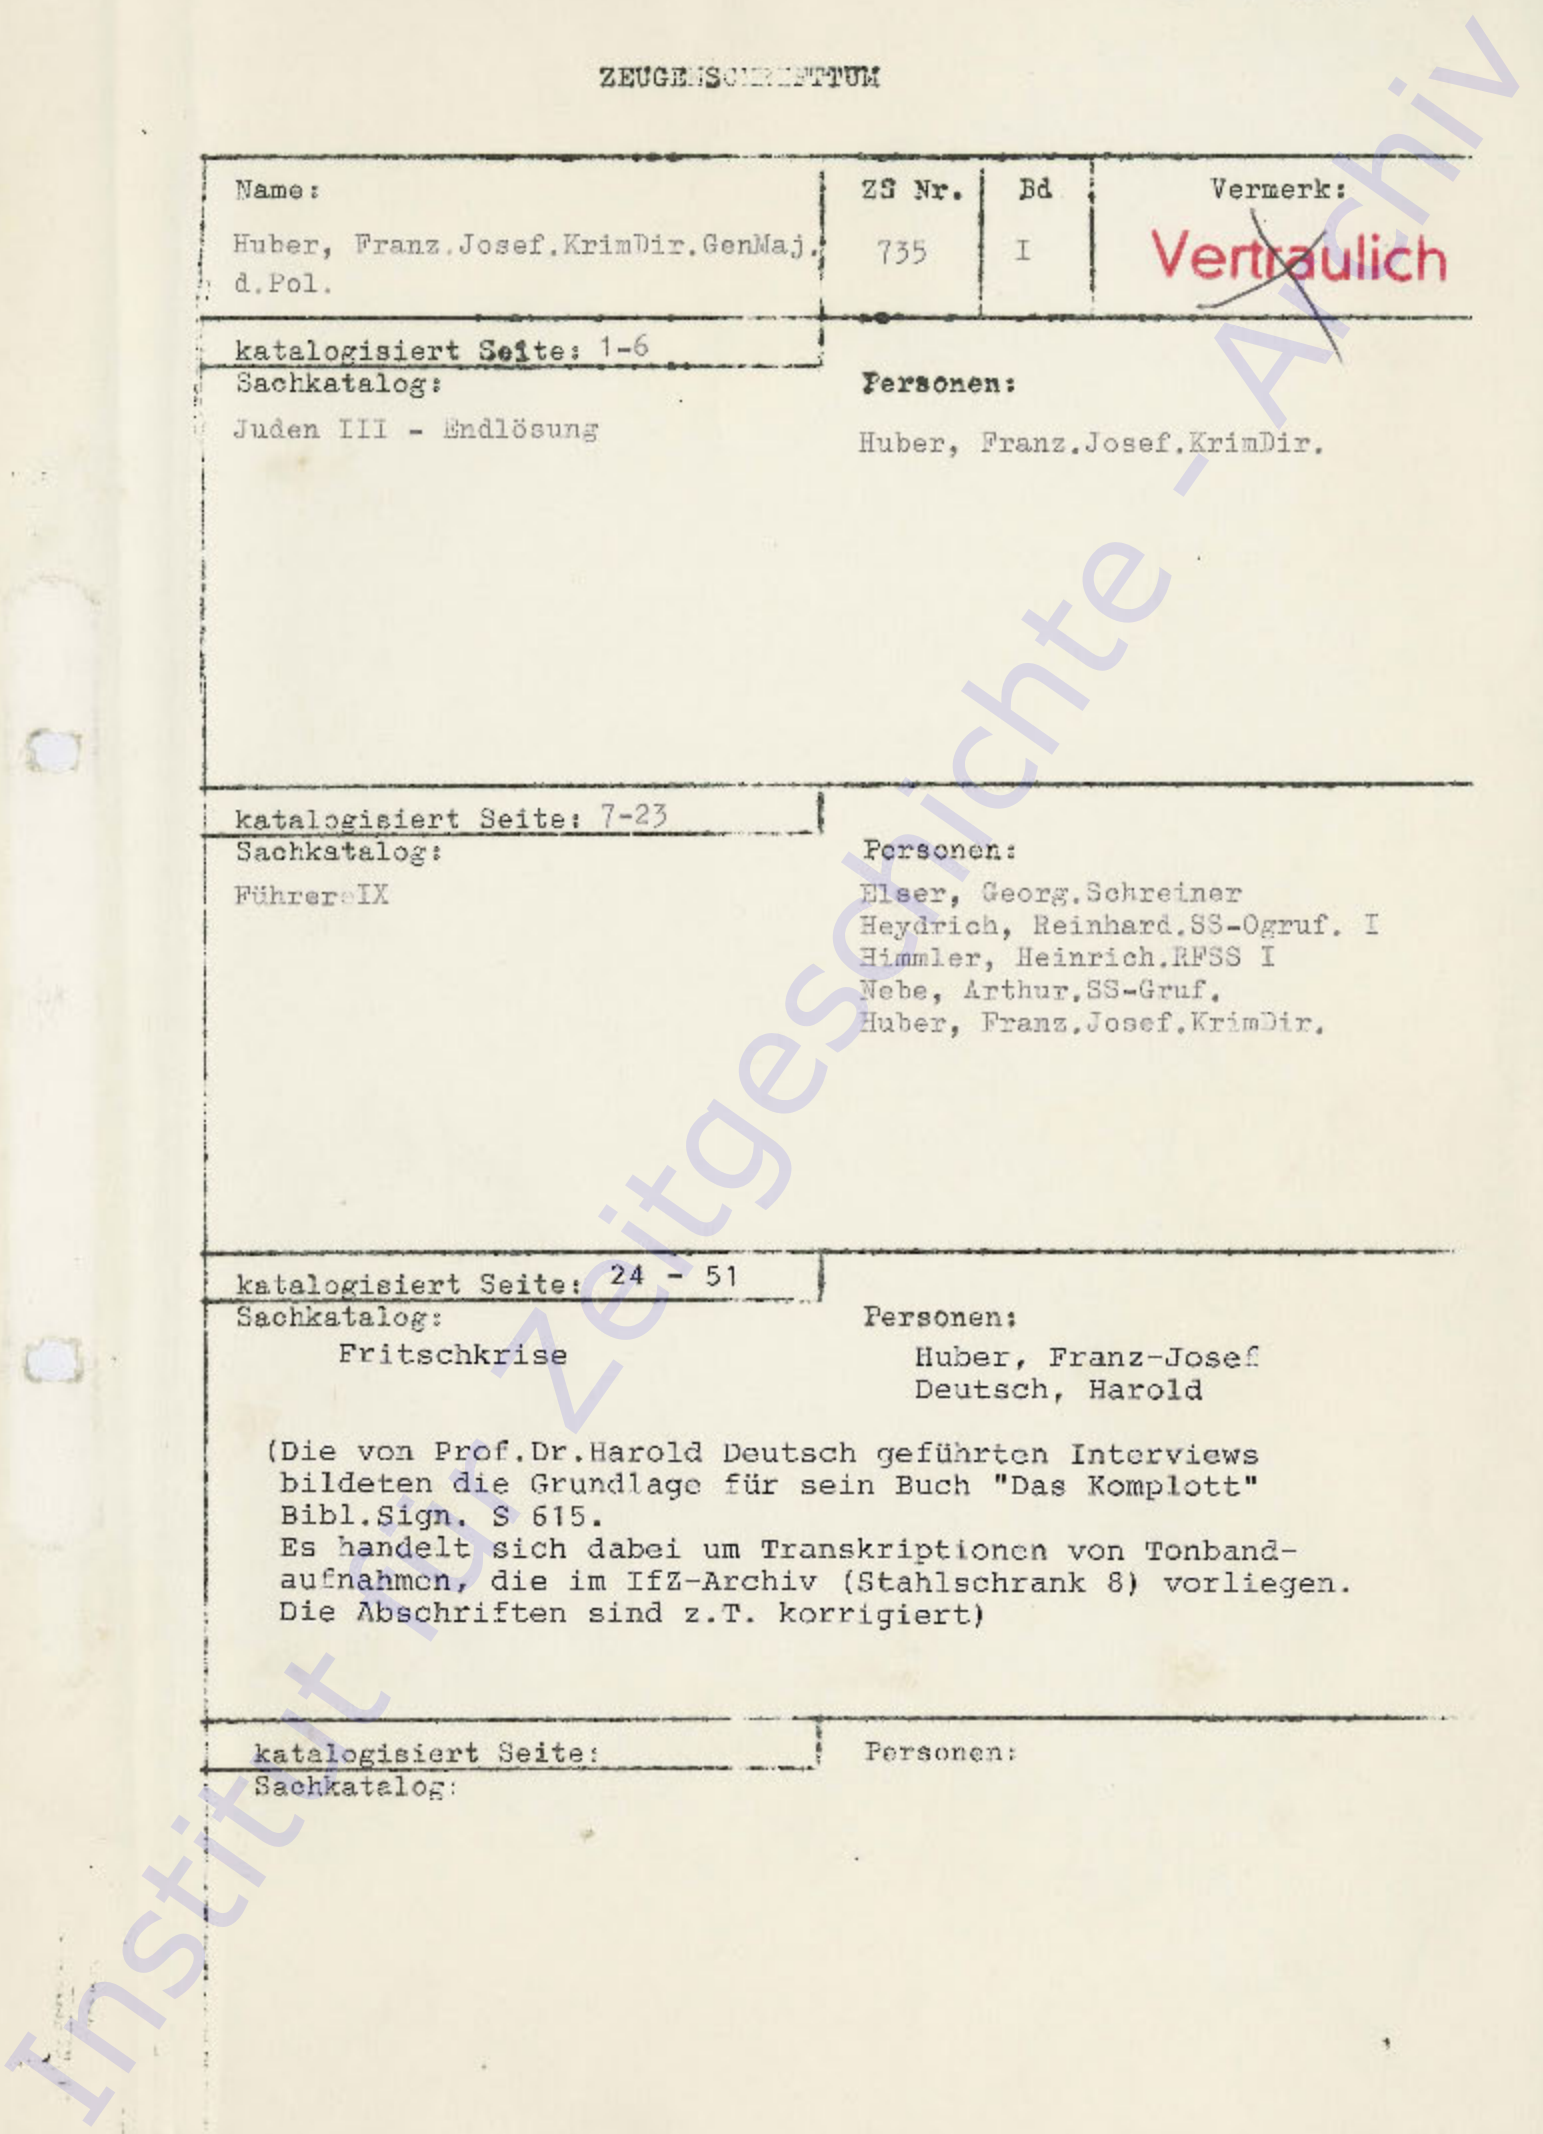 ZEUGENSCHRIFTTUM
Name:
Huber, Franz.Josef.KrimDir.GenMaj.
d.Pol.
ZS Nr.
735
Bd
I
Vermerk:
Vertraulich
katalogisiert Seite: 1-6
Sachkatalog:
Juden III - Endlösung
Personen:
Huber, Franz.Josef.KrimDir.
katalogisiert Seite: 7-23
Sachkatalog:
Führer IX
Personen:
Elser, Georg.Schreiner
Heydrich, Reinhard.SS-Ogruf. I
Himmler, Heinrich.RFSS I
Nebe, Arthur.SS-Gruf.
Huber, Franz.Josef.KrimDir.
katalogisiert Seite: 24 - 51
Sachkatalog:
Fritschkrise
Personen:
Huber, Franz-Josef
Deutsch, Harold
(Die von Prof.Dr.Harold Deutsch geführten Interviews
bildeten die Grundlage für sein Buch "Das Komplott"
Bibl.Sign. S 615.
Es handelt sich dabei um Transkriptionen von Tonband-
aufnahmen, die im IfZ-Archiv (Stahlschrank 8) vorliegen.
Die Abschriften sind z.T. korrigiert)
katalogisiert Seite:
Sachkatalog:
Personen:
Institut für Zeitgeschichte - Archiv